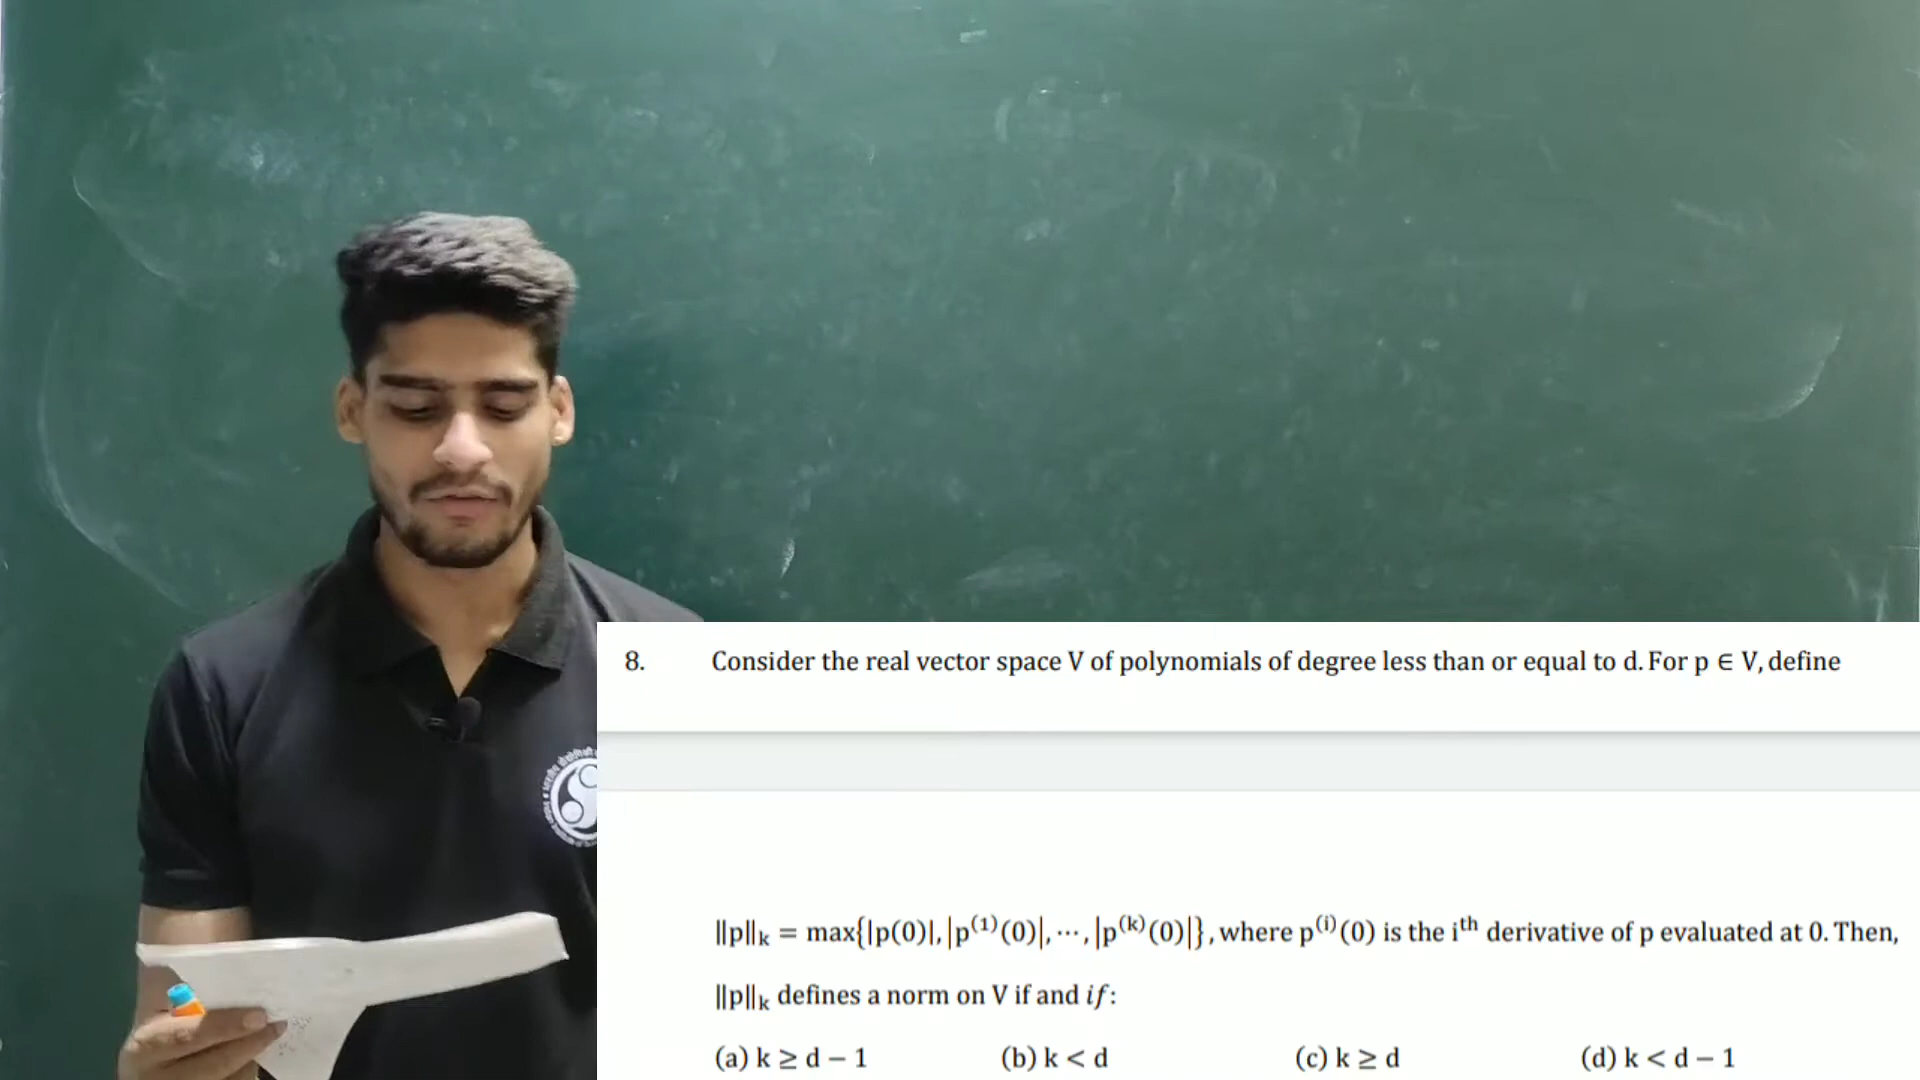 8. Consider the real vector space V of polynomials of degree less than or equal to d. For p ∈ V, define
‖p‖ₖ = max{|p(0)|, |p⁽¹⁾(0)|, ⋯, |p⁽ᵏ⁾(0)|}, where p⁽ⁱ⁾(0) is the iᵗʰ derivative of p evaluated at 0. Then,
‖p‖ₖ defines a norm on V if and if:
(a) k ≥ d − 1 (b) k < d (c) k ≥ d (d) k < d − 1